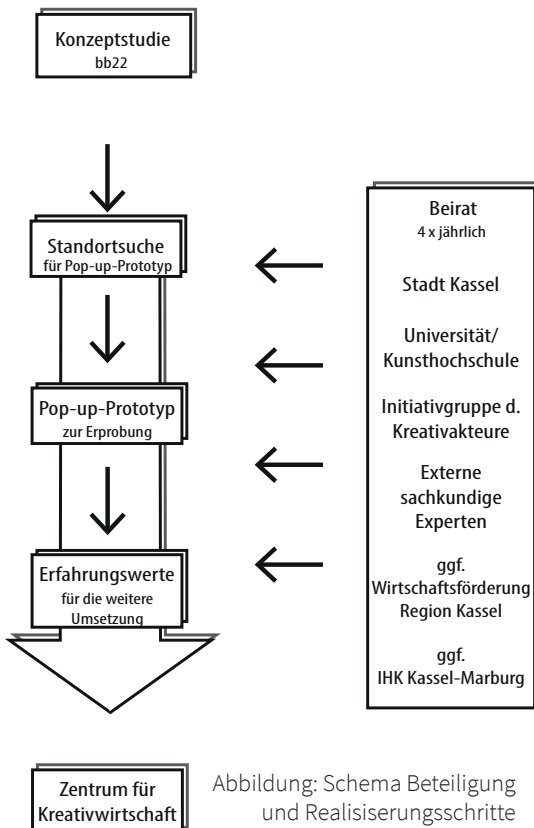 Konzeptstudie
bb22
Standortsuche
für Pop-up-Prototyp
Pop-up-Prototyp
zur Erprobung
Erfahrungswerte
für die weitere
Umsetzung
Zentrum für
Kreativwirtschaft
Beirat
4 x jährlich
Stadt Kassel
Universität/
Kunsthochschule
Initiativgruppe d.
Kreativakteure
Externe
sachkundige
Experten
ggf.
Wirtschaftsförderung
Region Kassel
ggf.
IHK Kassel-Marburg
Abbildung: Schema Beteiligung
und Realisiserungsschritte